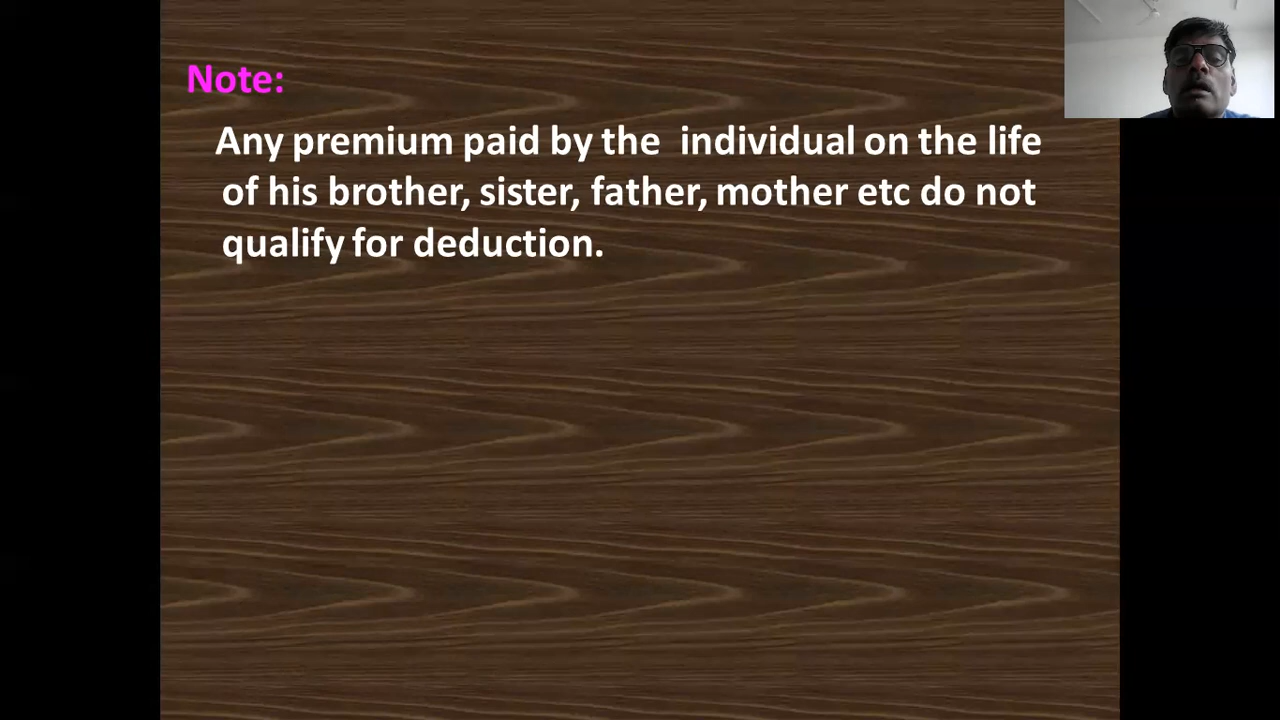 Note:
Any premium paid by the individual on the life
of his brother, sister, father, mother etc do not
qualify for deduction.